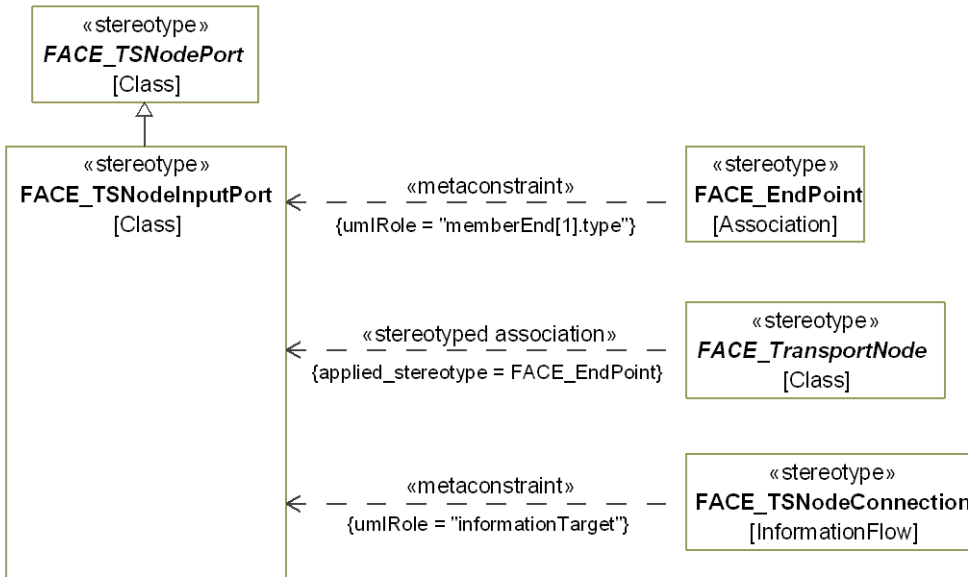 «stereotype»
FACE_TSNodePort
[Class]
«stereotype»
FACE_TSNodeInputPort
[Class]
«metaconstraint»
{umlRole = "memberEnd[1].type"}
«stereotype»
FACE_EndPoint
[Association]
«stereotyped association»
{applied_stereotype = FACE_EndPoint}
«stereotype»
FACE_TransportNode
[Class]
«metaconstraint»
{umlRole = "informationTarget"}
«stereotype»
FACE_TSNodeConnection
[InformationFlow]